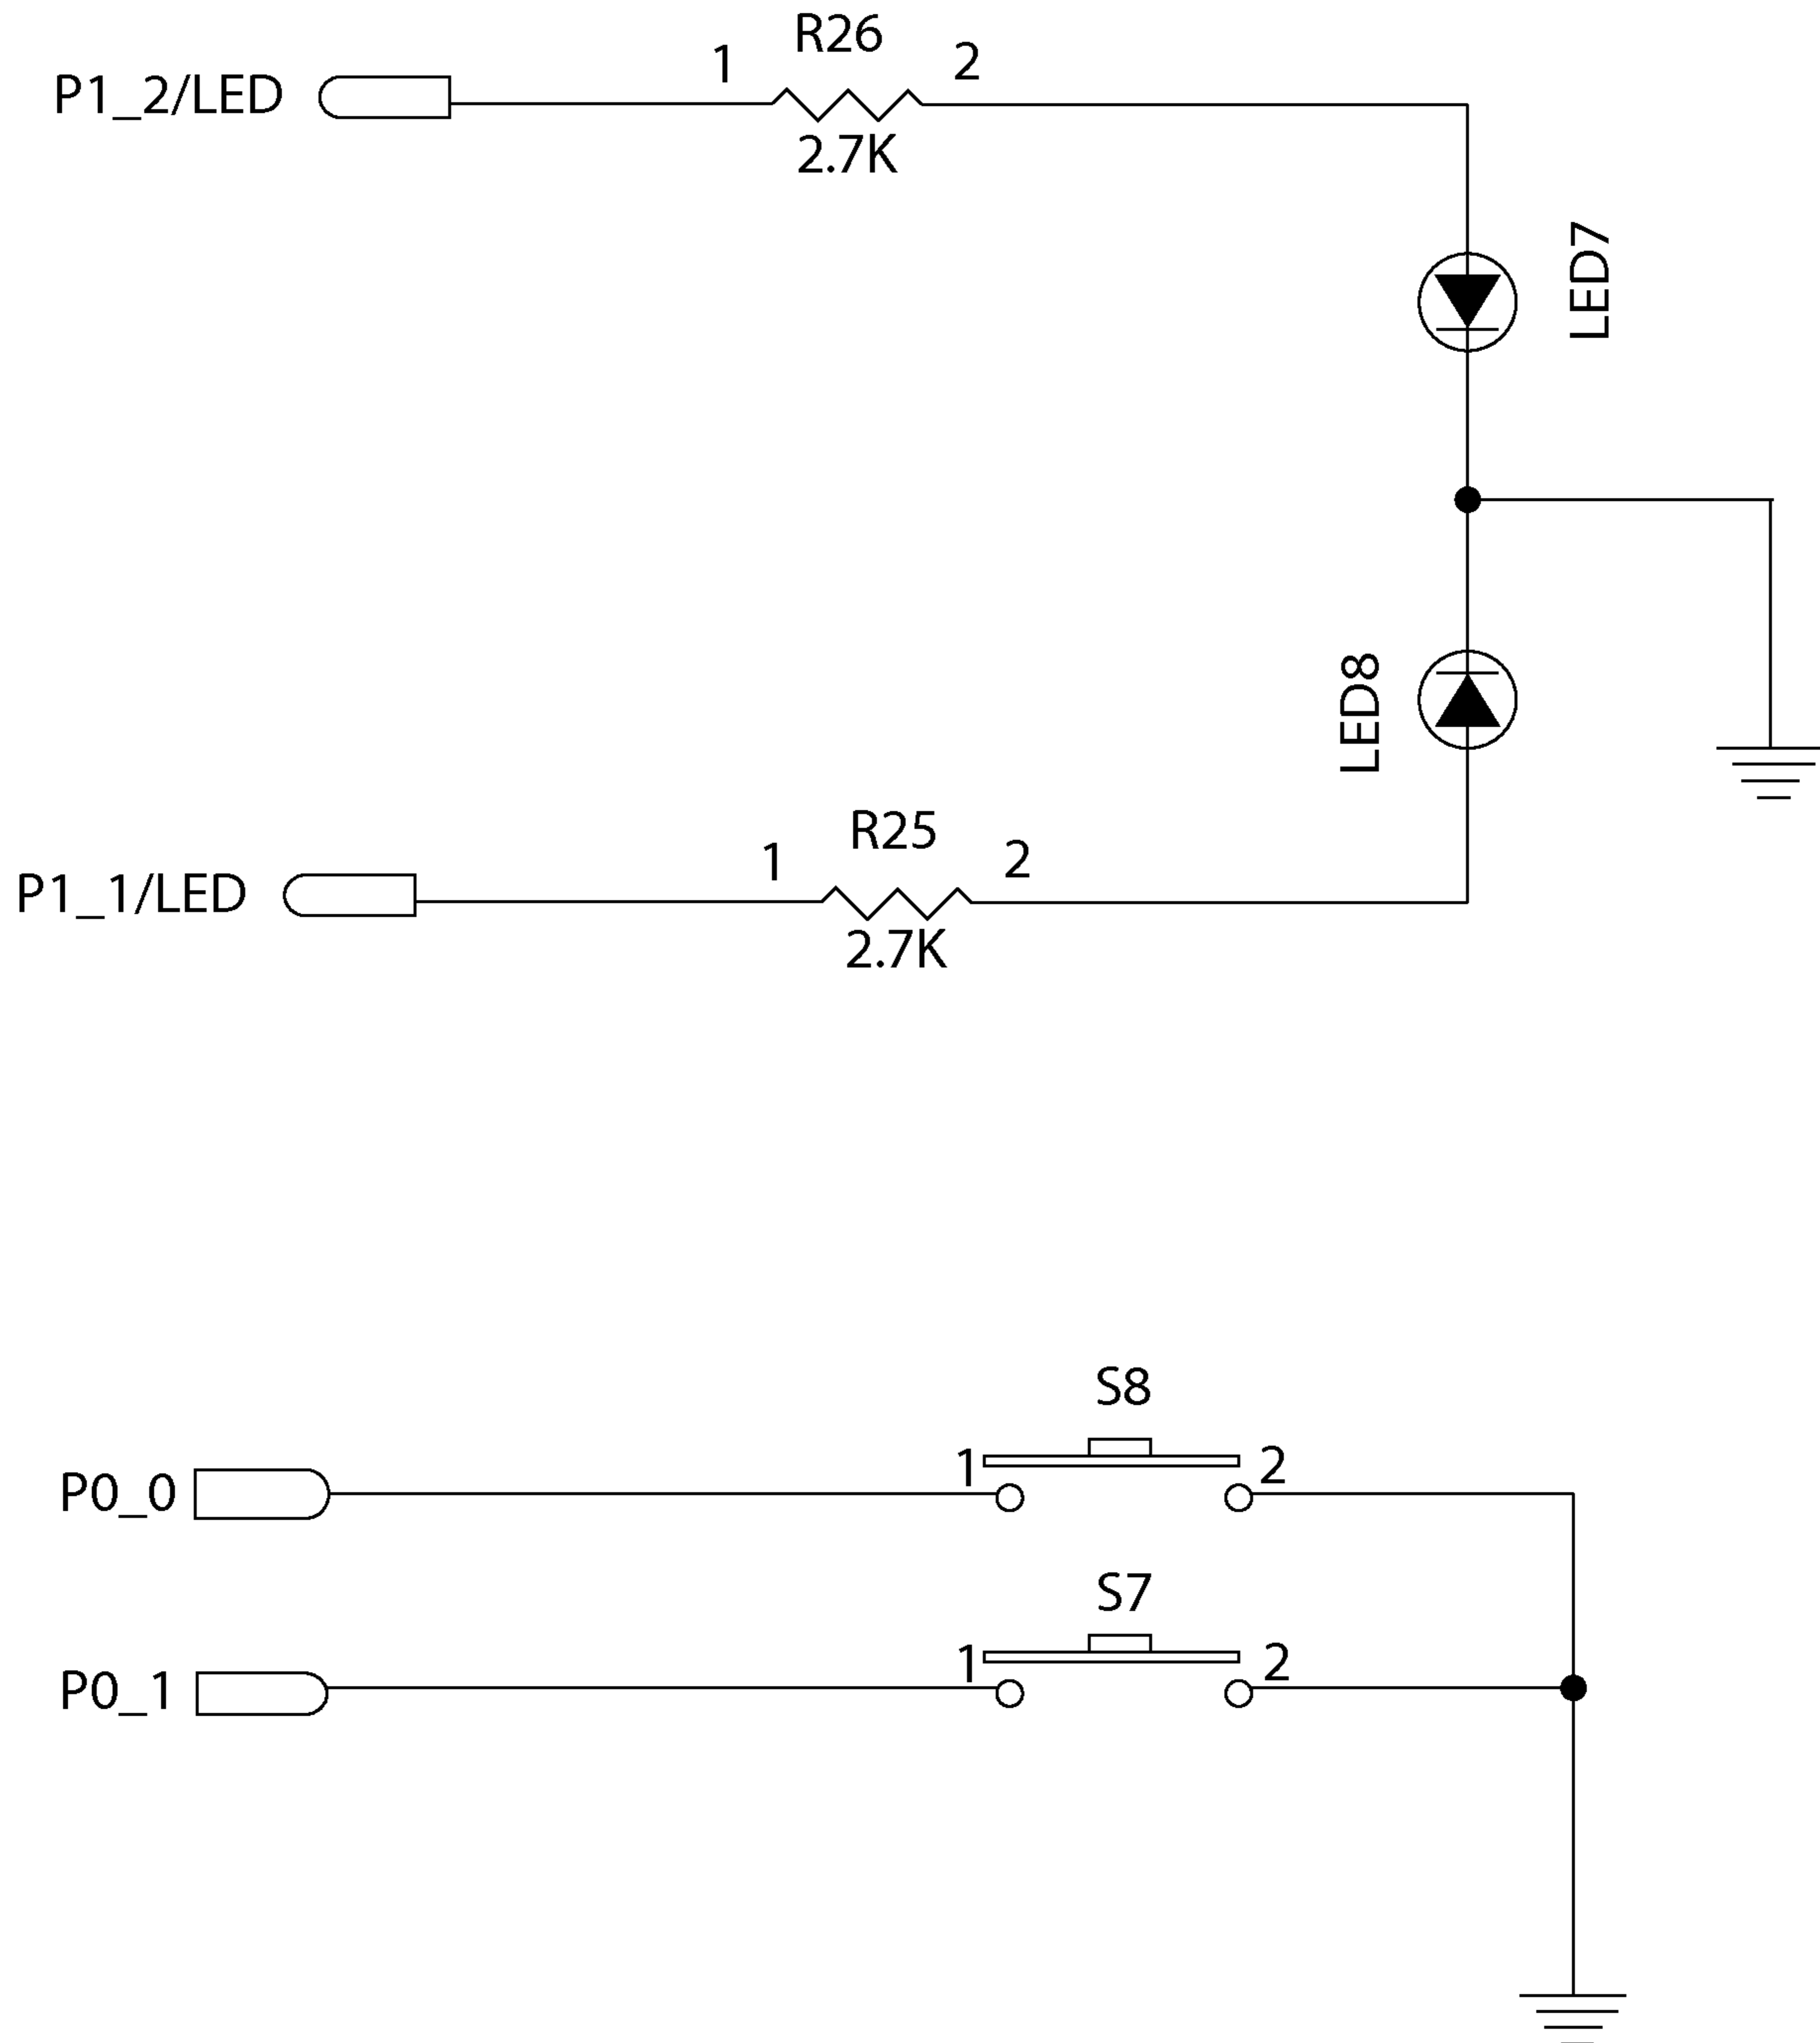 R26
1 2
P1_2/LED
2.7K
LED7
LED8
R25
1 2
P1_1/LED
2.7K
S8
1 2
P0_0
S7
1 2
P0_1